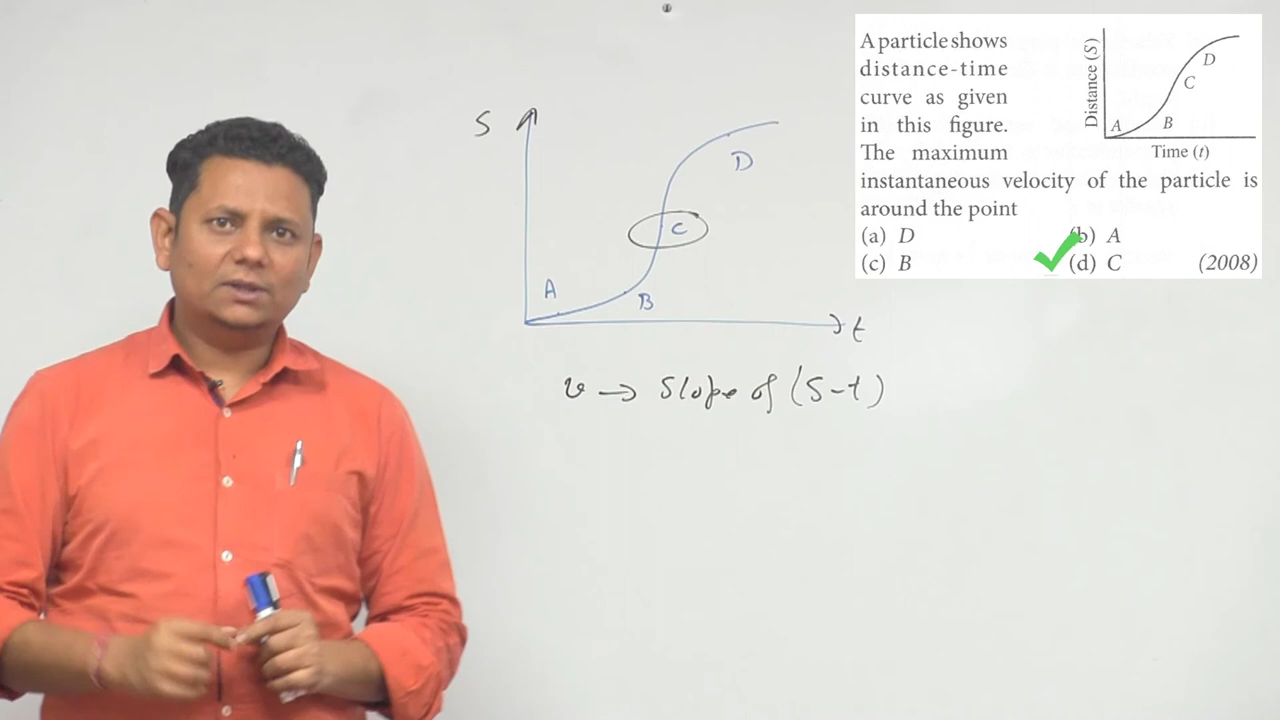 A particle shows
distance-time
curve as given
in this figure.
The maximum
instantaneous velocity of the particle is
around the point
(a) D
(b) A
(c) B
(d) C
(2008)
Distance (S)
A
B
C
D
Time (t)
S
A
B
C
D
t
v → Slope of (S-t)